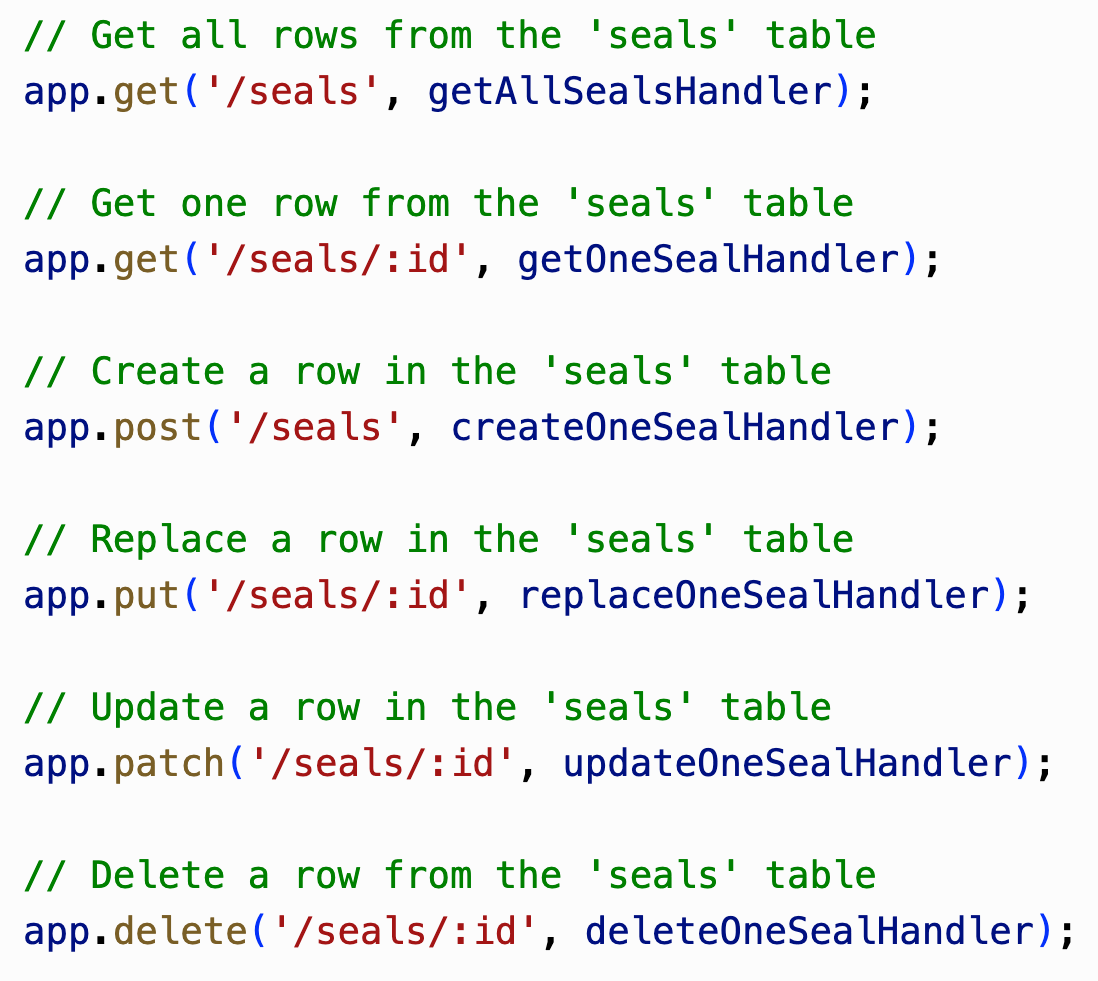 // Get all rows from the 'seals' table
app.get('/seals', getAllSealsHandler);
// Get one row from the 'seals' table
app.get('/seals/:id', getOneSealHandler);
// Create a row in the 'seals' table
app.post('/seals', createOneSealHandler);
// Replace a row in the 'seals' table
app.put('/seals/:id', replaceOneSealHandler);
// Update a row in the 'seals' table
app.patch('/seals/:id', updateOneSealHandler);
// Delete a row from the 'seals' table
app.delete('/seals/:id', deleteOneSealHandler);